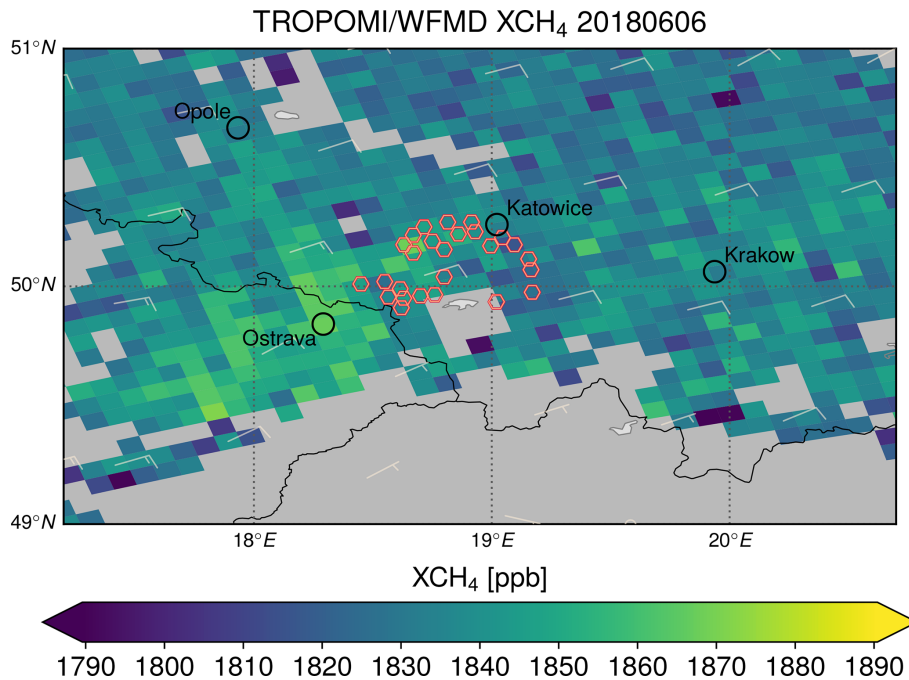 TROPOMI/WFMD XCH₄ 20180606
51°N
Opole
Katowice
Krakow
50°N
Ostrava
49°N
18°E 19°E 20°E
XCH₄ [ppb]
1790 1800 1810 1820 1830 1840 1850 1860 1870 1880 1890